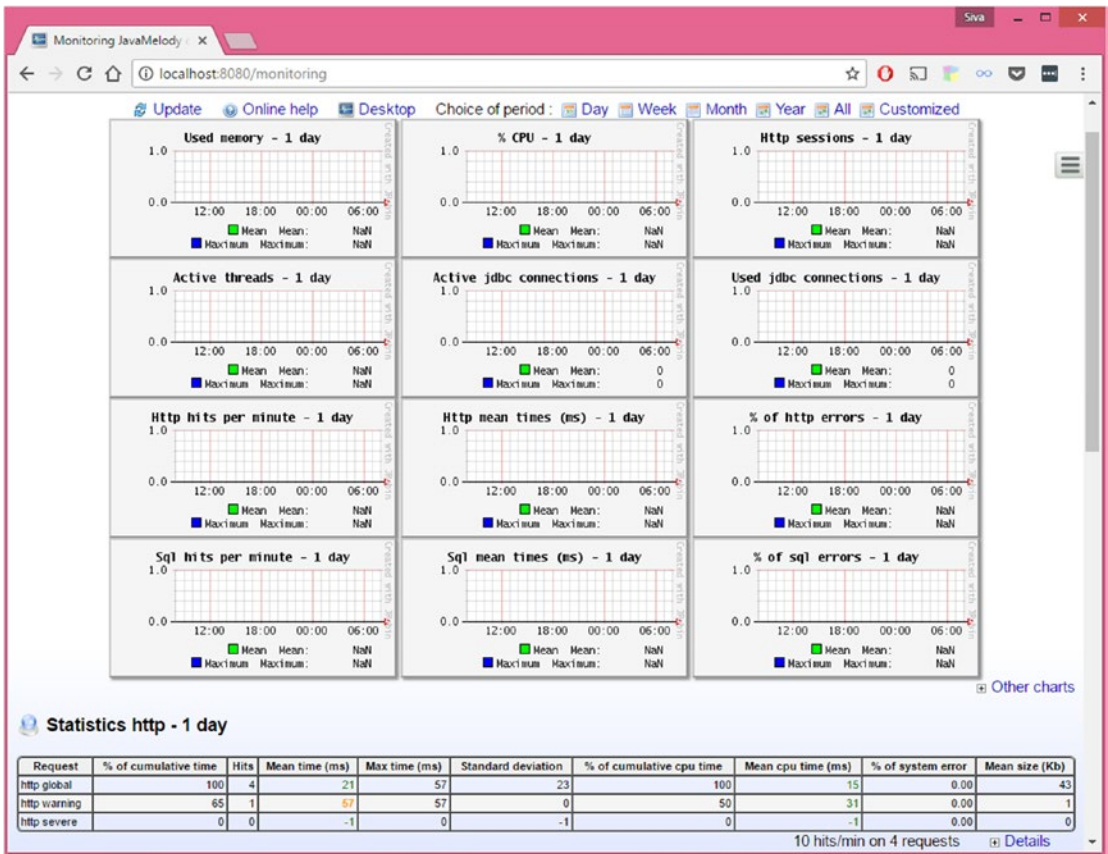 Siva
Monitoring JavaMelody
localhost:8080/monitoring
Update Online help Desktop Choice of period : Day Week Month Year All Customized
Used memory - 1 day
1.0
0.0
12:00 18:00 00:00 06:00
Mean Mean: NaN
Maximum Maximum: NaN
% CPU - 1 day
1.0
0.0
12:00 18:00 00:00 06:00
Mean Mean: NaN
Maximum Maximum: NaN
Http sessions - 1 day
1.0
0.0
12:00 18:00 00:00 06:00
Mean Mean: NaN
Maximum Maximum: NaN
Active threads - 1 day
1.0
0.0
12:00 18:00 00:00 06:00
Mean Mean: NaN
Maximum Maximum: NaN
Active jdbc connections - 1 day
1.0
0.0
12:00 18:00 00:00 06:00
Mean Mean: 0
Maximum Maximum: 0
Used jdbc connections - 1 day
1.0
0.0
12:00 18:00 00:00 06:00
Mean Mean: 0
Maximum Maximum: 0
Http hits per minute - 1 day
1.0
0.0
12:00 18:00 00:00 06:00
Mean Mean: NaN
Maximum Maximum: NaN
Http mean times (ms) - 1 day
1.0
0.0
12:00 18:00 00:00 06:00
Mean Mean: NaN
Maximum Maximum: NaN
% of http errors - 1 day
1.0
0.0
12:00 18:00 00:00 06:00
Mean Mean: NaN
Maximum Maximum: NaN
Sql hits per minute - 1 day
1.0
0.0
12:00 18:00 00:00 06:00
Mean Mean: NaN
Maximum Maximum: NaN
Sql mean times (ms) - 1 day
1.0
0.0
12:00 18:00 00:00 06:00
Mean Mean: NaN
Maximum Maximum: NaN
% of sql errors - 1 day
1.0
0.0
12:00 18:00 00:00 06:00
Mean Mean: NaN
Maximum Maximum: NaN
Other charts
Statistics http - 1 day
Request % of cumulative time Hits Mean time (ms) Max time (ms) Standard deviation % of cumulative cpu time Mean cpu time (ms) % of system error Mean size (Kb)
http global 100 4 21 57 23 100 15 0.00 43
http warning 65 1 57 57 0 50 31 0.00 1
http severe 0 0 -1 0 -1 0 -1 0.00 0
10 hits/min on 4 requests Details